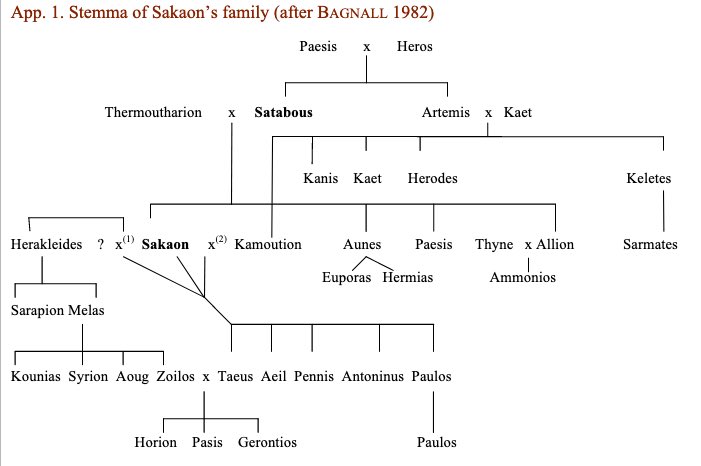 App. 1. Stemma of Sakaon’s family (after BAGNALL 1982)
Paesis x Heros
Thermoutharion x Satabous Artemis x Kaet
Kanis Kaet Herodes Keletes
Herakleides ? x(1) Sakaon x(2) Kamoution Aunes Paesis Thyne x Allion Sarmates
Euporas Hermias Ammonios
Sarapion Melas
Kounias Syrion Aoug Zoilos x Taeus Aeil Pennis Antoninus Paulos
Horion Pasis Gerontios Paulos